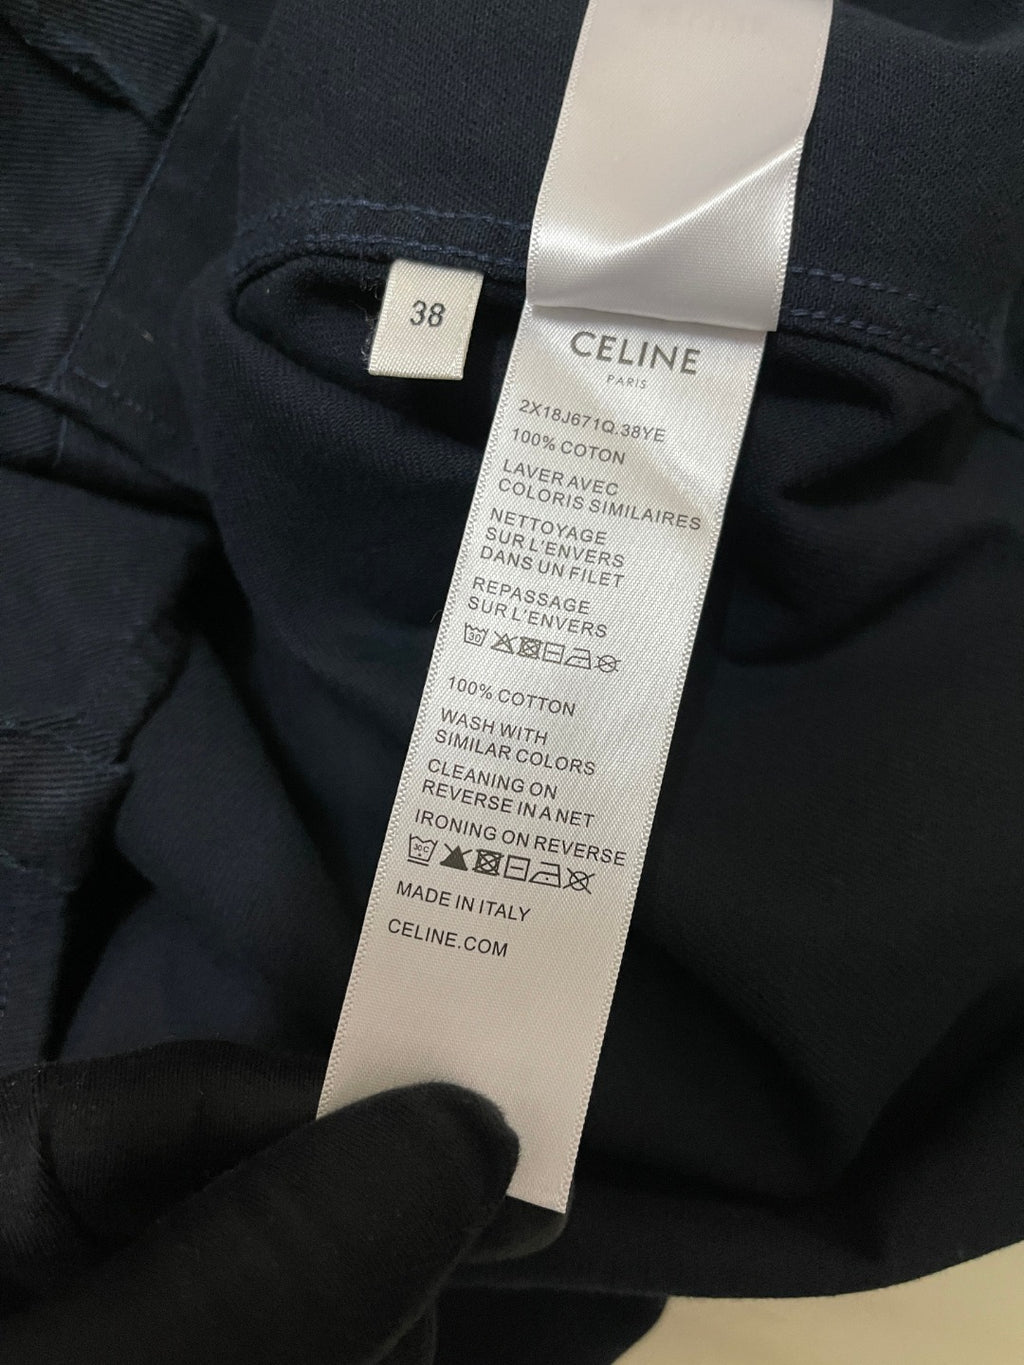 38
CELINE
PARIS
2X18J671Q.38YE
100% COTON
LAVER AVEC
COLORIS SIMILAIRES
NETTOYAGE
SUR L'ENVERS
DANS UN FILET
REPASSAGE
SUR L'ENVERS
30
100% COTTON
WASH WITH
SIMILAR COLORS
CLEANING ON
REVERSE IN A NET
IRONING ON REVERSE
30C
MADE IN ITALY
CELINE.COM